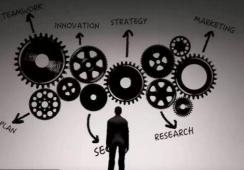 TEAMWORK
INNOVATION
STRATEGY
MARKETING
PLAN
RESEARCH